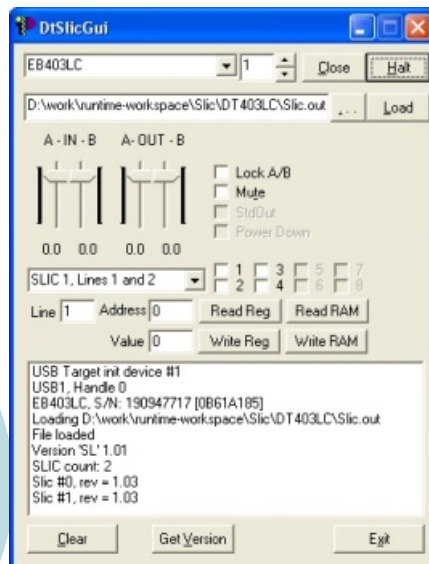 DtSlicGui
EB403LC 1 Close Halt
D:\work\runtime-workspace\Slic\DT403LC\Slic.out ... Load
A - IN - B A- OUT - B
Lock A/B
Mute
StdOut
Power Down
0.0 0.0 0.0 0.0
SLIC 1, Lines 1 and 2 1 3 5 7
2 4 6 8
Line 1 Address 0 Read Reg Read RAM
Value 0 Write Reg Write RAM
USB Target init device #1
USB1, Handle 0
EB403LC, S/N: 190947717 [0B61A185]
Loading D:\work\runtime-workspace\Slic\DT403LC\Slic.out
File loaded
Version 'SL' 1.01
SLIC count: 2
Slic #0, rev = 1.03
Slic #1, rev = 1.03
Clear Get Version Exit